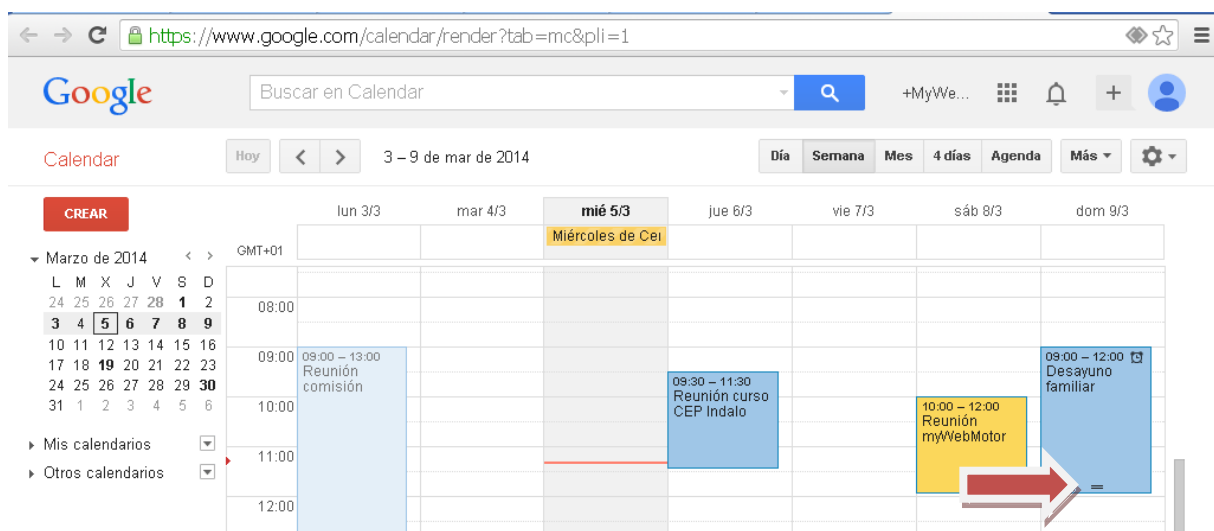 https://www.google.com/calendar/render?tab=mc&pli=1
Google
Buscar en Calendar
+MyWe...
Calendar
Hoy
3 – 9 de mar de 2014
Día Semana Mes 4 días Agenda Más
CREAR
lun 3/3 mar 4/3 mié 5/3 jue 6/3 vie 7/3 sáb 8/3 dom 9/3
GMT+01
Miércoles de Cei
Marzo de 2014
L M X J V S D
24 25 26 27 28 1 2
3 4 5 6 7 8 9
10 11 12 13 14 15 16
17 18 19 20 21 22 23
24 25 26 27 28 29 30
31 1 2 3 4 5 6
Mis calendarios
Otros calendarios
08:00
09:00
10:00
11:00
12:00
09:00 – 13:00
Reunión
comisión
09:30 – 11:30
Reunión curso
CEP Indalo
10:00 – 12:00
Reunión
myWebMotor
09:00 – 12:00
Desayuno
familiar